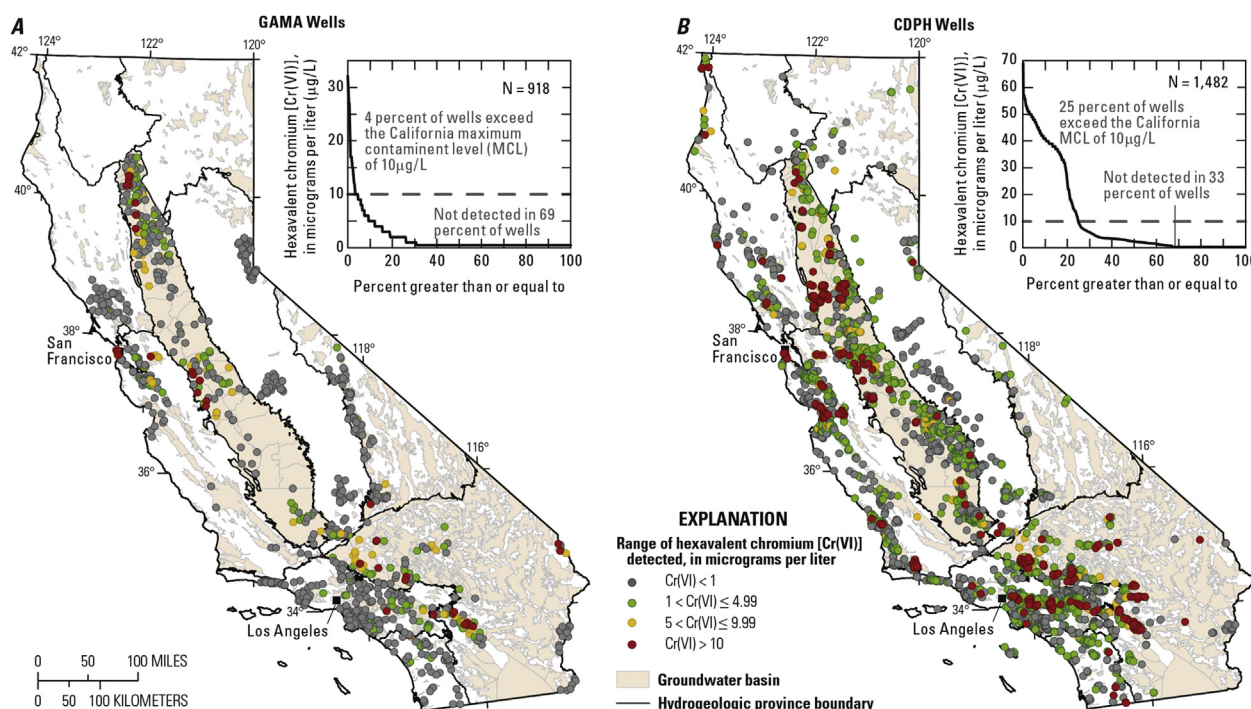 A
GAMA Wells
124°
122°
120°
42°
40°
38°
36°
34°
118°
116°
Hexavalent chromium [Cr(VI)],
in micrograms per liter (µg/L)
30
20
10
0
N = 918
4 percent of wells exceed
the California maximum
contaminent level (MCL)
of 10µg/L
Not detected in 69
percent of wells
0 20 40 60 80 100
Percent greater than or equal to
San
Francisco
Los Angeles
0 50 100 MILES
0 50 100 KILOMETERS
B
CDPH Wells
124°
122°
120°
42°
40°
38°
36°
34°
118°
116°
Hexavalent chromium [Cr(VI)],
in micrograms per liter (µg/L)
70
60
50
40
30
20
10
0
N = 1,482
25 percent of wells
exceed the California
MCL of 10µg/L
Not detected in 33
percent of wells
0 20 40 60 80 100
Percent greater than or equal to
San
Francisco
Los Angeles
EXPLANATION
Range of hexavalent chromium [Cr(VI)]
detected, in micrograms per liter
Cr(VI) < 1
1 < Cr(VI) ≤ 4.99
5 < Cr(VI) ≤ 9.99
Cr(VI) > 10
Groundwater basin
Hydrogeologic province boundary